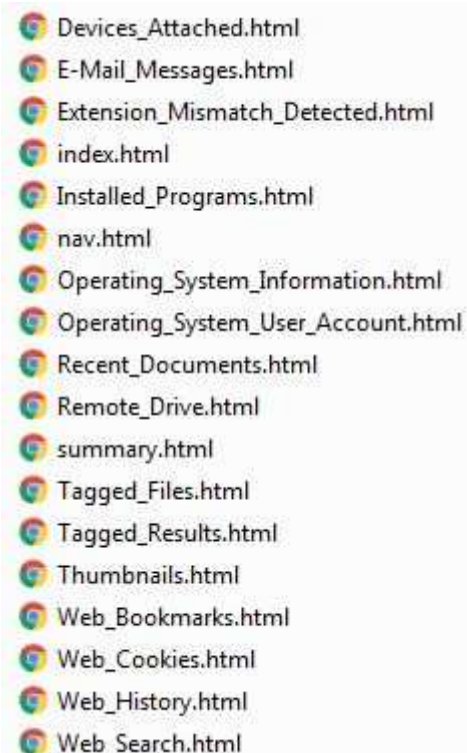 Devices_Attached.html
E-Mail_Messages.html
Extension_Mismatch_Detected.html
index.html
Installed_Programs.html
nav.html
Operating_System_Information.html
Operating_System_User_Account.html
Recent_Documents.html
Remote_Drive.html
summary.html
Tagged_Files.html
Tagged_Results.html
Thumbnails.html
Web_Bookmarks.html
Web_Cookies.html
Web_History.html
Web_Search.html